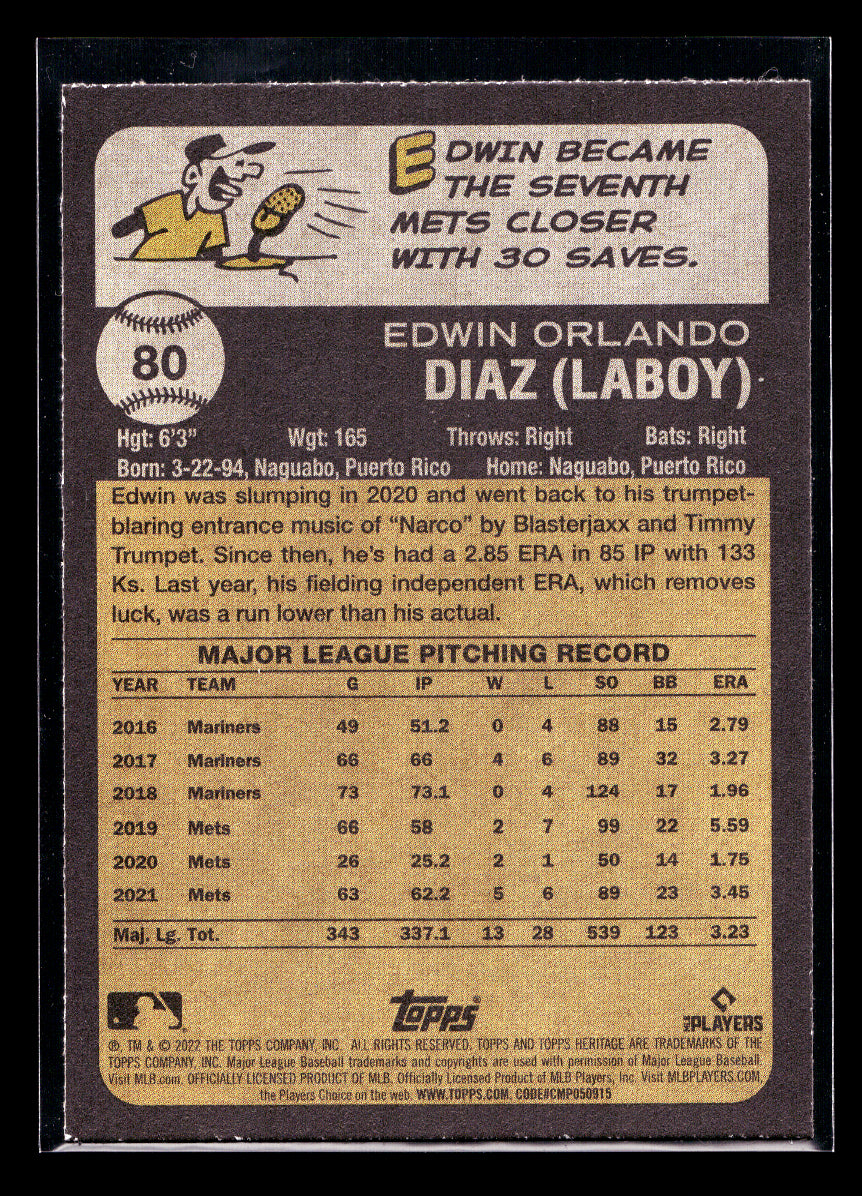 EDWIN BECAME
THE SEVENTH
METS CLOSER
WITH 30 SAVES.
80
EDWIN ORLANDO
DIAZ (LABOY)
Hgt: 6'3" Wgt: 165 Throws: Right Bats: Right
Born: 3-22-94, Naguabo, Puerto Rico Home: Naguabo, Puerto Rico
Edwin was slumping in 2020 and went back to his trumpet-
blaring entrance music of “Narco” by Blasterjaxx and Timmy
Trumpet. Since then, he’s had a 2.85 ERA in 85 IP with 133
Ks. Last year, his fielding independent ERA, which removes
luck, was a run lower than his actual.
MAJOR LEAGUE PITCHING RECORD
YEAR TEAM G IP W L SO BB ERA
2016 Mariners 49 51.2 0 4 88 15 2.79
2017 Mariners 66 66 4 6 89 32 3.27
2018 Mariners 73 73.1 0 4 124 17 1.96
2019 Mets 66 58 2 7 99 22 5.59
2020 Mets 26 25.2 2 1 50 14 1.75
2021 Mets 63 62.2 5 6 89 23 3.45
Maj. Lg. Tot. 343 337.1 13 28 539 123 3.23
topps
MLB PLAYERS
®, TM & © 2022 THE TOPPS COMPANY, INC. ALL RIGHTS RESERVED. TOPPS AND TOPPS HERITAGE ARE TRADEMARKS OF THE
TOPPS COMPANY, INC. Major League Baseball trademarks and copyrights are used with permission of Major League Baseball.
Visit MLB.com. OFFICIALLY LICENSED PRODUCT OF MLB. Officially Licensed Product of MLB Players, Inc. Visit MLBPLAYERS.COM,
the Players Choice on the web. WWW.TOPPS.COM. CODE#CMP050915